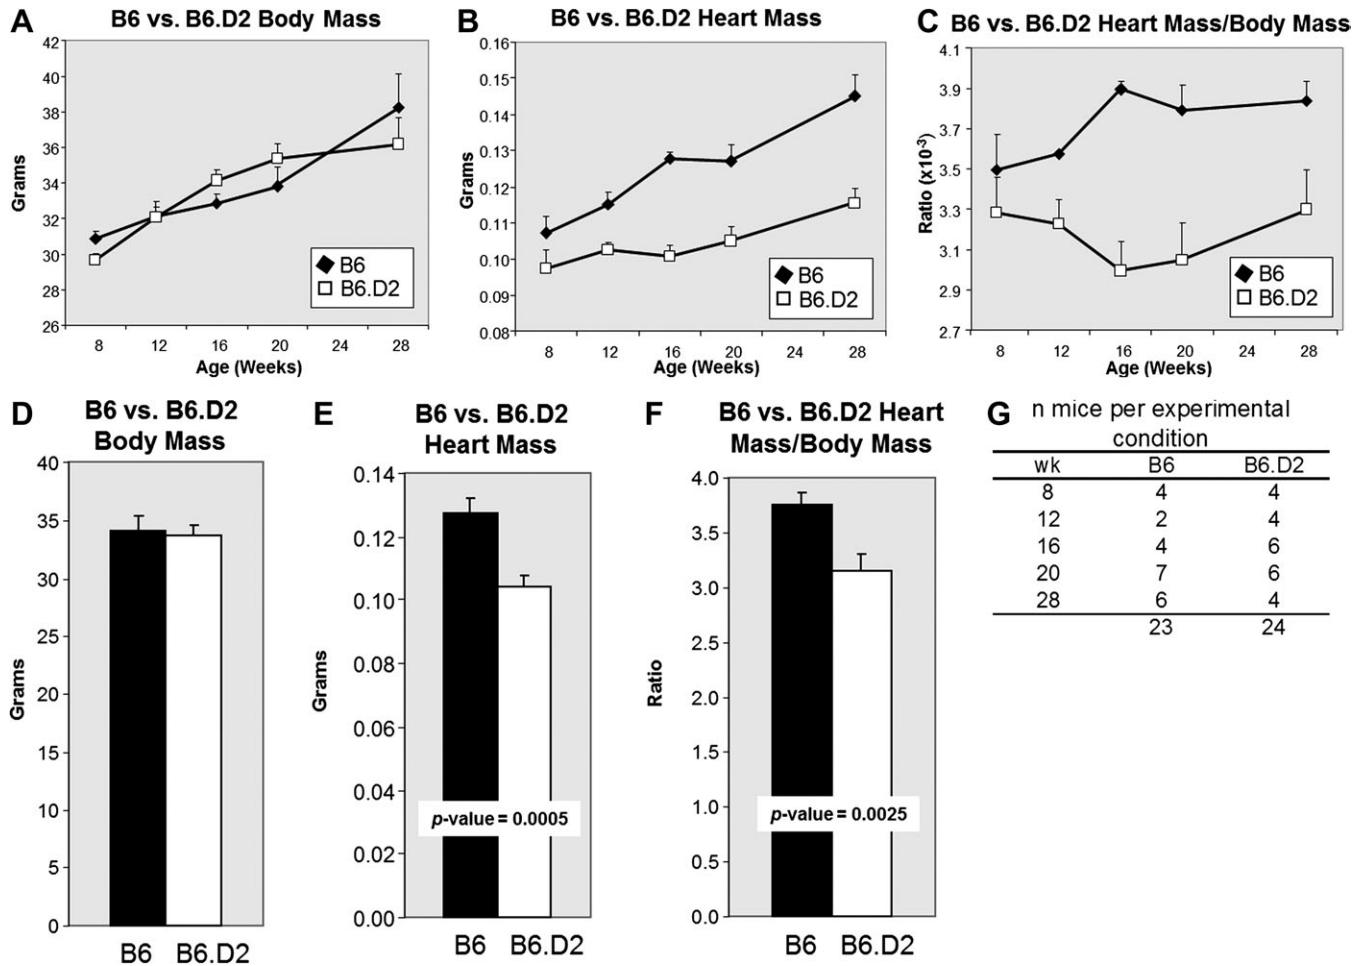 A
B6 vs. B6.D2 Body Mass
42
40
38
36
34
32
30
28
26
Grams
8 12 16 20 24 28
Age (Weeks)
B6
B6.D2
B
B6 vs. B6.D2 Heart Mass
0.16
0.15
0.14
0.13
0.12
0.11
0.10
0.09
0.08
Grams
8 12 16 20 24 28
Age (Weeks)
B6
B6.D2
C
B6 vs. B6.D2 Heart Mass/Body Mass
4.1
3.9
3.7
3.5
3.3
3.1
2.9
2.7
Ratio (x10⁻³)
8 12 16 20 24 28
Age (Weeks)
B6
B6.D2
D
B6 vs. B6.D2
Body Mass
40
35
30
25
20
15
10
5
0
Grams
B6 B6.D2
E
B6 vs. B6.D2
Heart Mass
0.14
0.12
0.10
0.08
0.06
0.04
0.02
0.00
Grams
p-value = 0.0005
B6 B6.D2
F
B6 vs. B6.D2 Heart
Mass/Body Mass
4.0
3.5
3.0
2.5
2.0
1.5
1.0
0.5
0.0
Ratio
p-value = 0.0025
B6 B6.D2
G
n mice per experimental
condition
wk B6 B6.D2
8 4 4
12 2 4
16 4 6
20 7 6
28 6 4
23 24